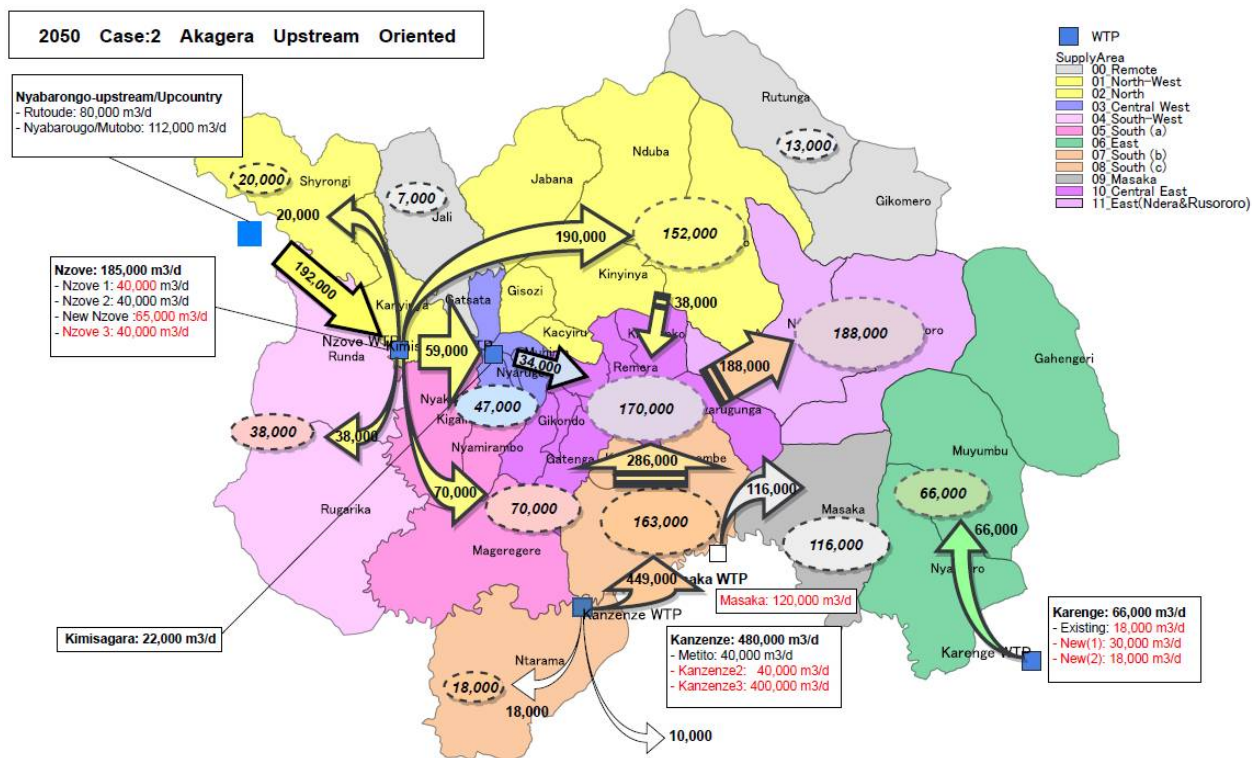 2050 Case:2 Akagera Upstream Oriented
WTP
SupplyArea
00_Remote
01_North-West
02_North
03_Central West
04_South-West
05_South (a)
06_East
07_South (b)
08_South (c)
09_Masaka
10_Central East
11_East(Ndera&Rusororo)
Nyabarongo-upstream/Upcountry
- Rutoude: 80,000 m3/d
- Nyabarougo/Mutobo: 112,000 m3/d
Rutunga
13,000
Nduba
Jabana
Shyrongi
20,000
7,000
Jali
20,000
Gikomero
190,000
152,000
192,000
Nzove: 185,000 m3/d
- Nzove 1: 40,000 m3/d
- Nzove 2: 40,000 m3/d
- New Nzove :65,000 m3/d
- Nzove 3: 40,000 m3/d
Kinyinya
Gisozi
Gatsata
38,000
Kacyiru
188,000
Gahengeri
Nzove WTP
Runda
59,000
34,000
Remera
188,000
47,000
170,000
Gikondo
38,000
38,000
Nyamirambo
Gatenga
Muyumbu
286,000
70,000
70,000
116,000
66,000
Rugarika
Masaka
163,000
66,000
116,000
Mageregere
449,000
Masaka: 120,000 m3/d
Kanzenze WTP
Kimisagara: 22,000 m3/d
Kanzenze: 480,000 m3/d
- Metito: 40,000 m3/d
- Kanzenze2: 40,000 m3/d
- Kanzenze3: 400,000 m3/d
Karenge: 66,000 m3/d
- Existing: 18,000 m3/d
- New(1): 30,000 m3/d
- New(2): 18,000 m3/d
Karenge WTP
Ntarama
18,000
18,000
10,000